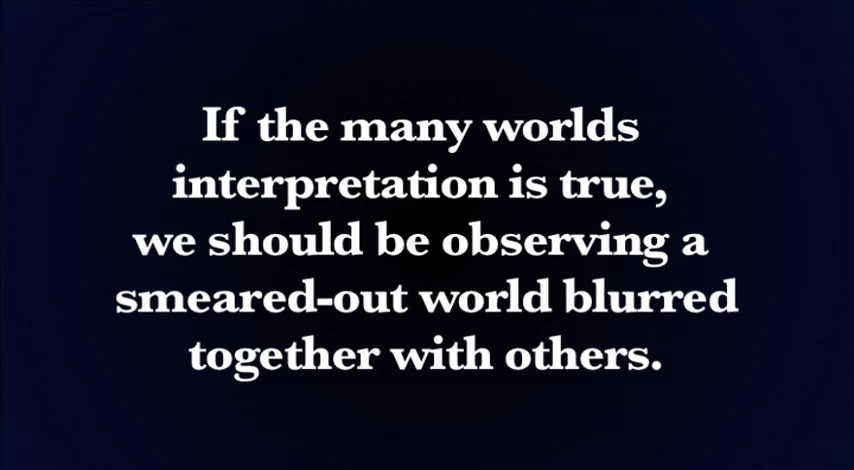 If the many worlds
interpretation is true,
we should be observing a
smeared-out world blurred
together with others.